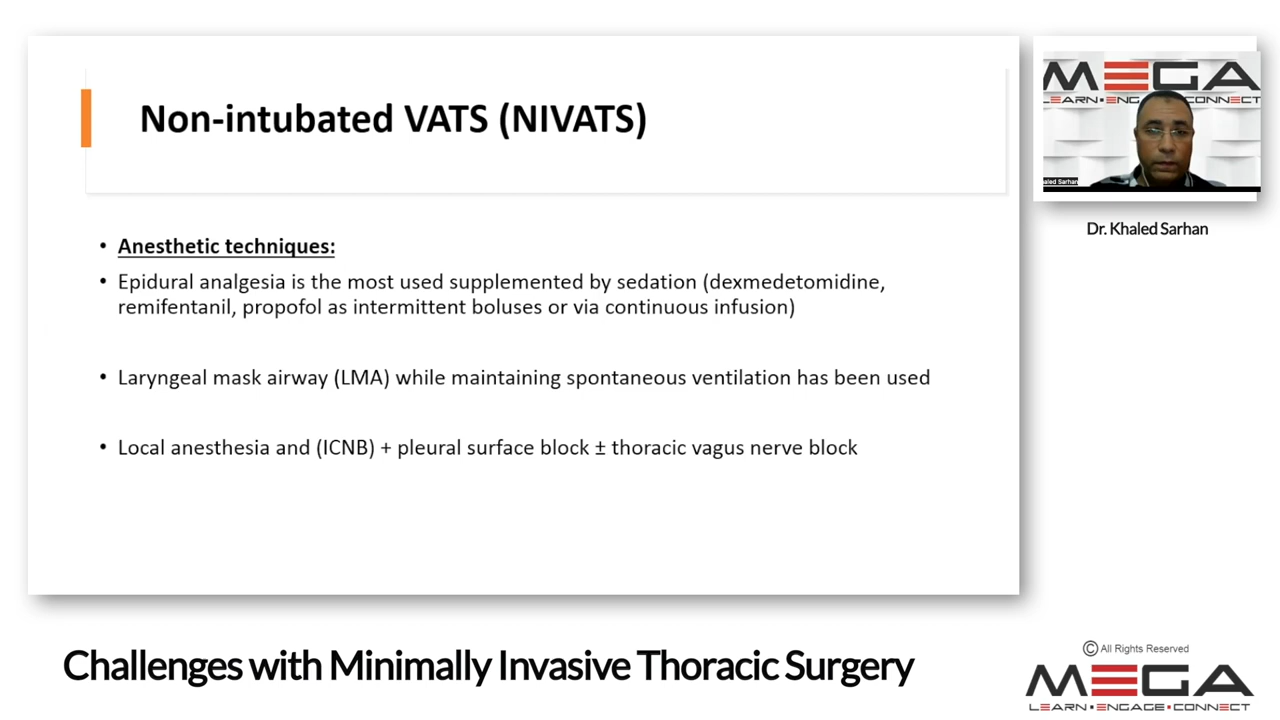 Non-intubated VATS (NIVATS)
• Anesthetic techniques:
• Epidural analgesia is the most used supplemented by sedation (dexmedetomidine,
remifentanil, propofol as intermittent boluses or via continuous infusion)
• Laryngeal mask airway (LMA) while maintaining spontaneous ventilation has been used
• Local anesthesia and (ICNB) + pleural surface block ± thoracic vagus nerve block
MEGA
LEARN•ENGA CONNECT
aled Sarhan
Dr. Khaled Sarhan
Challenges with Minimally Invasive Thoracic Surgery
© All Rights Reserved
MEGA
LEARN•ENGAGE•CONNECT